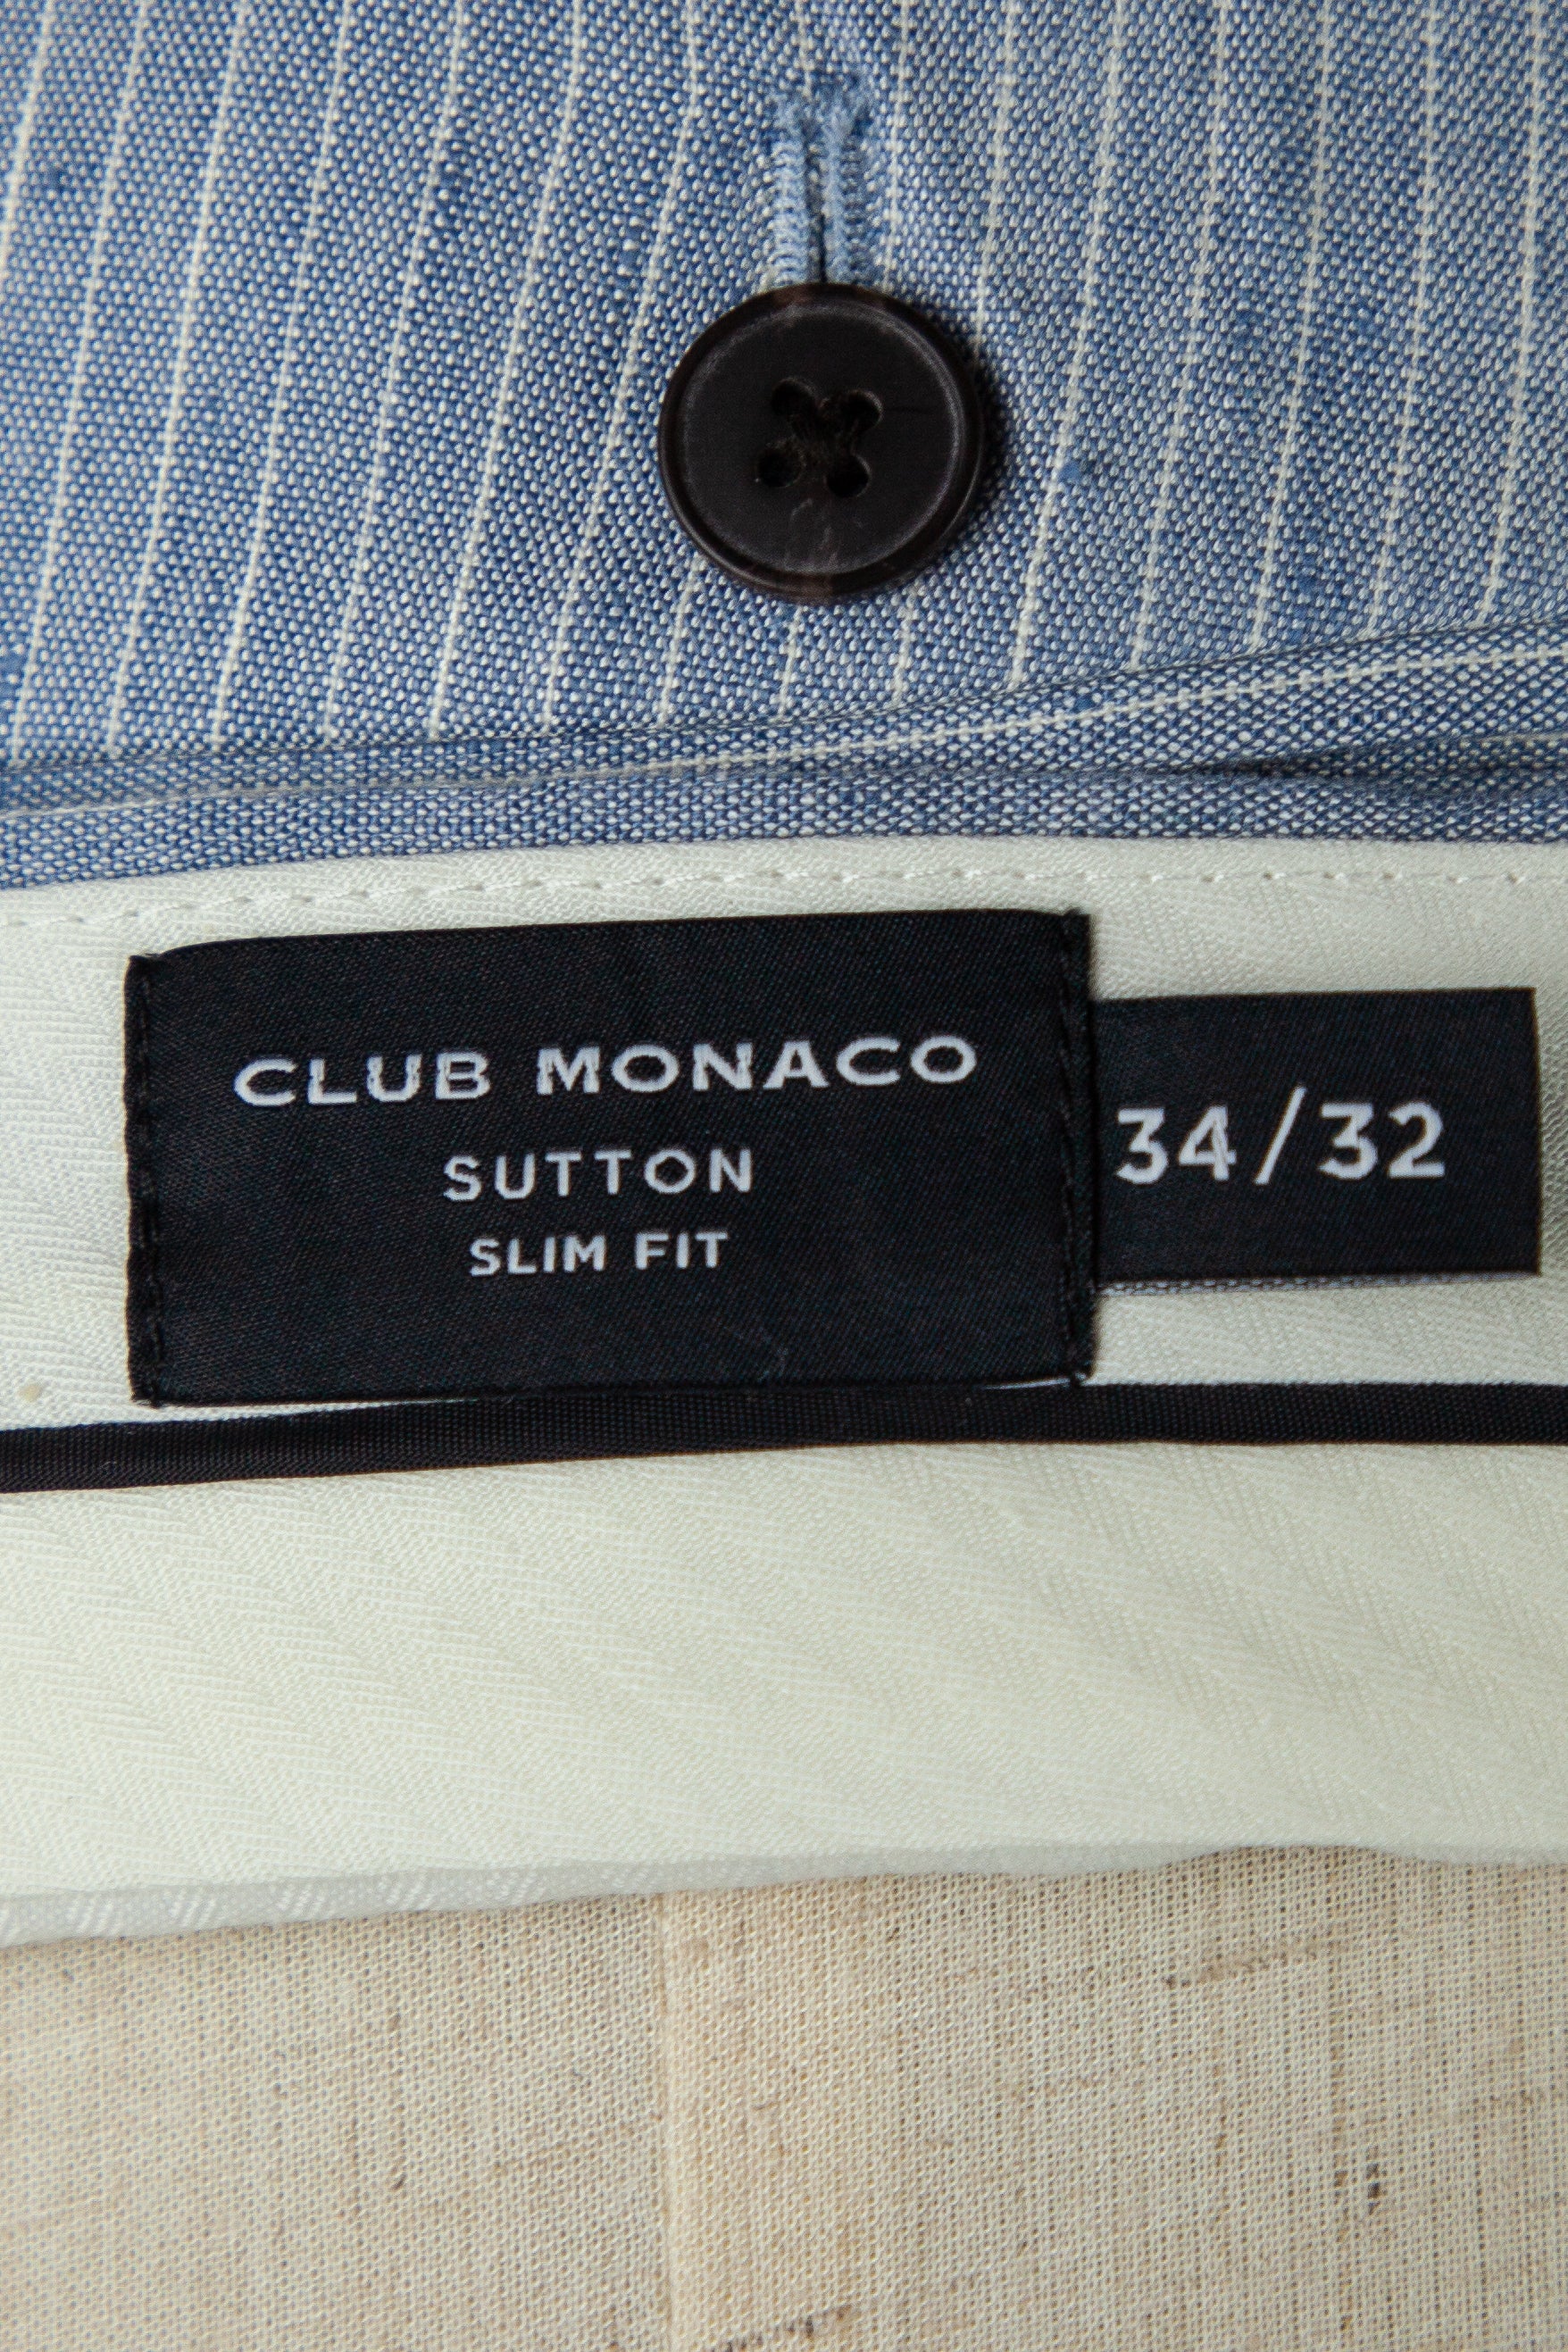 CLUB MONACO
SUTTON
SLIM FIT
34/32